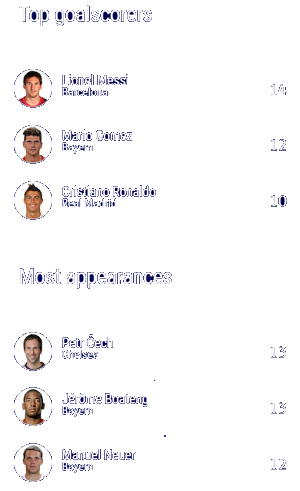 Top goalscorers
Lionel Messi
Barcelona
14
Mario Gomez
Bayern
12
Cristiano Ronaldo
Real Madrid
10
Most appearances
Petr Čech
Chelsea
13
Jérôme Boateng
Bayern
13
Manuel Neuer
Bayern
12